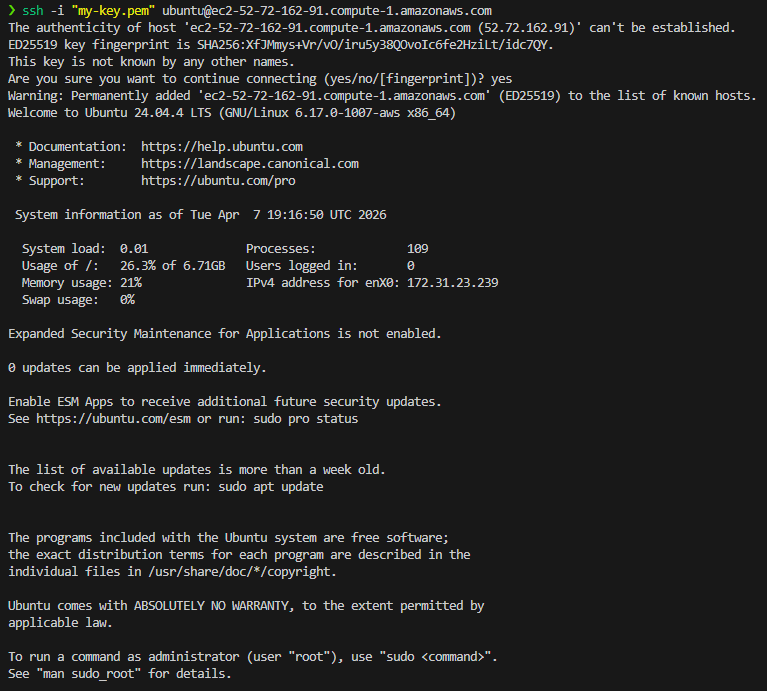 ❯ ssh -i "my-key.pem" ubuntu@ec2-52-72-162-91.compute-1.amazonaws.com
The authenticity of host 'ec2-52-72-162-91.compute-1.amazonaws.com (52.72.162.91)' can't be established.
ED25519 key fingerprint is SHA256:XfJMmys+Vr/vO/iru5y38QOvoIc6fe2HziLt/idc7QY.
This key is not known by any other names.
Are you sure you want to continue connecting (yes/no/[fingerprint])? yes
Warning: Permanently added 'ec2-52-72-162-91.compute-1.amazonaws.com' (ED25519) to the list of known hosts.
Welcome to Ubuntu 24.04.4 LTS (GNU/Linux 6.17.0-1007-aws x86_64)

 * Documentation:  https://help.ubuntu.com
 * Management:     https://landscape.canonical.com
 * Support:        https://ubuntu.com/pro

 System information as of Tue Apr  7 19:16:50 UTC 2026

  System load:  0.01              Processes:             109
  Usage of /:   26.3% of 6.71GB   Users logged in:       0
  Memory usage: 21%               IPv4 address for enX0: 172.31.23.239
  Swap usage:   0%

Expanded Security Maintenance for Applications is not enabled.

0 updates can be applied immediately.

Enable ESM Apps to receive additional future security updates.
See https://ubuntu.com/esm or run: sudo pro status


The list of available updates is more than a week old.
To check for new updates run: sudo apt update


The programs included with the Ubuntu system are free software;
the exact distribution terms for each program are described in the
individual files in /usr/share/doc/*/copyright.

Ubuntu comes with ABSOLUTELY NO WARRANTY, to the extent permitted by
applicable law.

To run a command as administrator (user "root"), use "sudo <command>".
See "man sudo_root" for details.